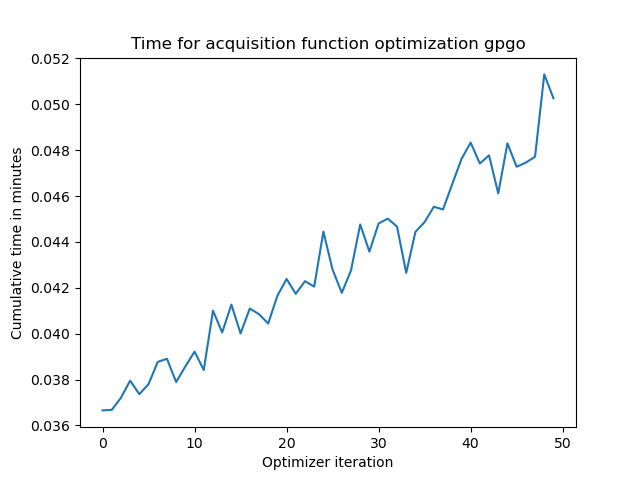 Time for acquisition function optimization gpgo
0.052
0.050
0.048
0.046
0.044
0.042
0.040
0.038
0.036
Cumulative time in minutes
0 10 20 30 40 50
Optimizer iteration